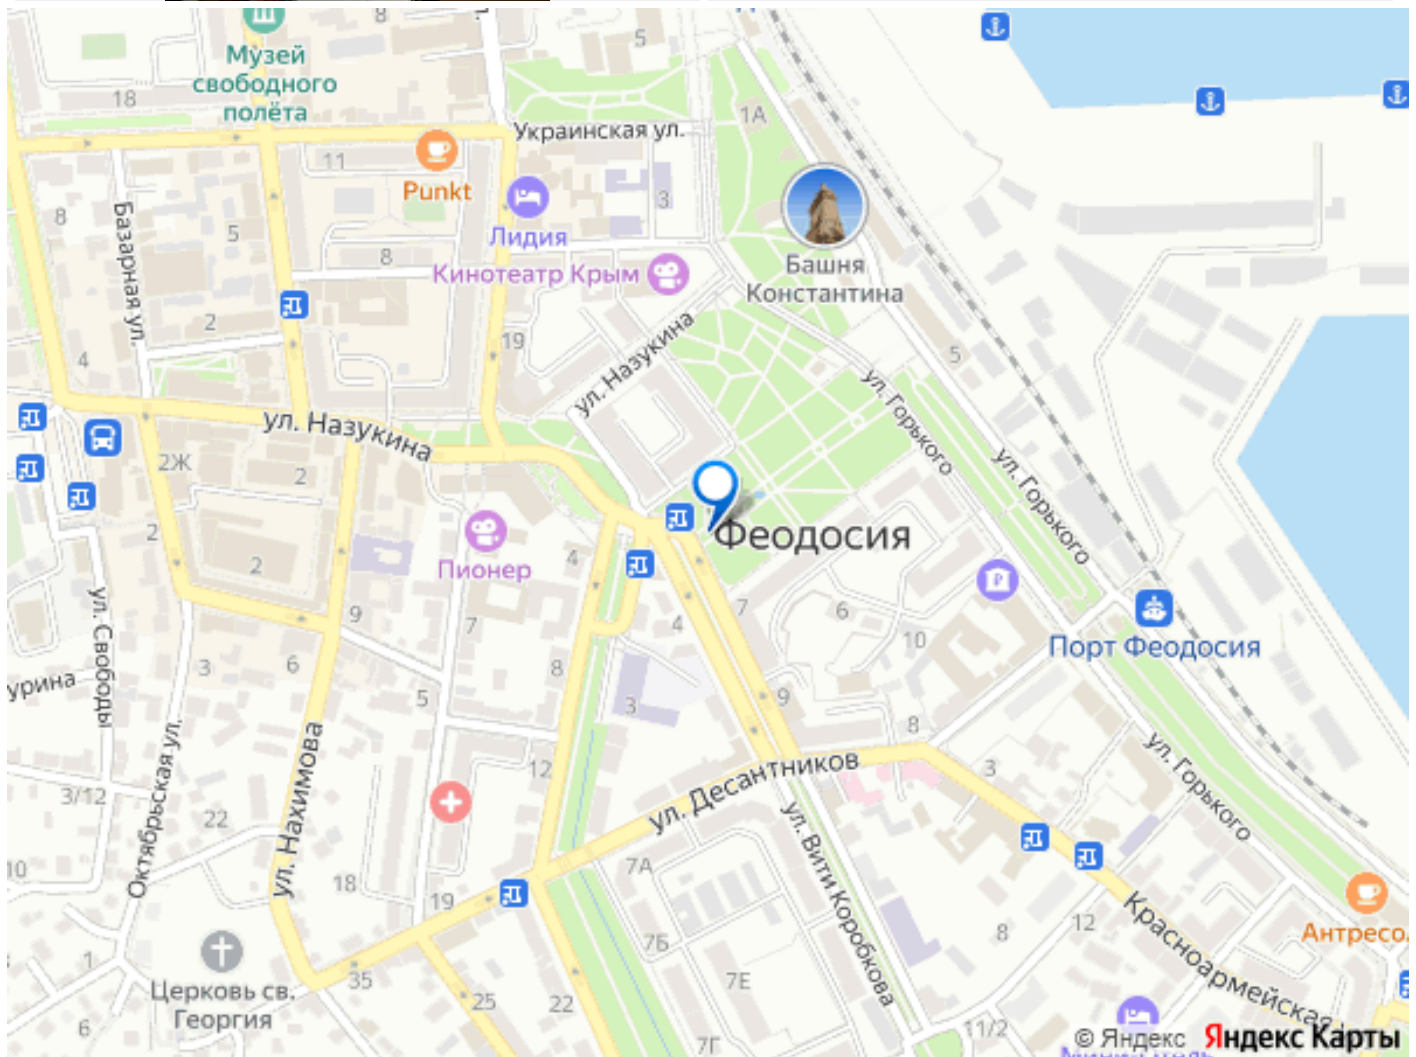 8
5
Музей
свободного
полёта
18
1А
Украинская ул.
11
Punkt
3
8
Базарная ул.
5
Лидия
8
Кинотеатр Крым
Башня
Константина
2
19
ул. Назукина
5
4
ул. Горького
ул. Назукина
2Ж
2
ул. Горького
2
Феодосия
2
Пионер
4
ул. Свободы
9
7
4
7
6
10
Порт Феодосия
3
6
8
урина
5
3
9
8
Октябрьская ул.
ул. Нахимова
12
ул. Десантников
3
ул. Горького
3/12
22
ул. Вити Коробкова
10
18
7А
19
Красноармейская
12
8
Антресо.
7Б
1
35
7Е
Церковь св.
Георгия
25
22
6
7Г
11/2
© Яндекс Яндекс Карты